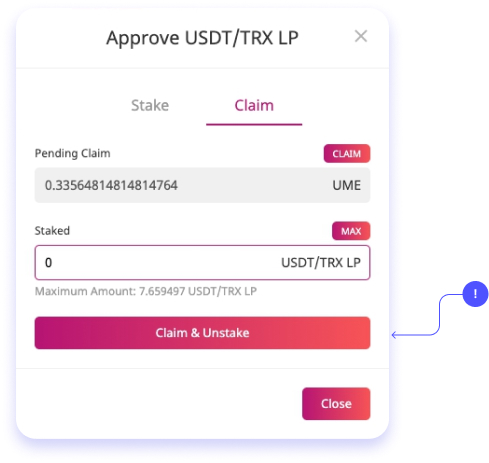 Approve USDT/TRX LP
Stake Claim
Pending Claim CLAIM
0.33564814814814764 UME
Staked MAX
0 USDT/TRX LP
Maximum Amount: 7.659497 USDT/TRX LP
!
Claim & Unstake
Close